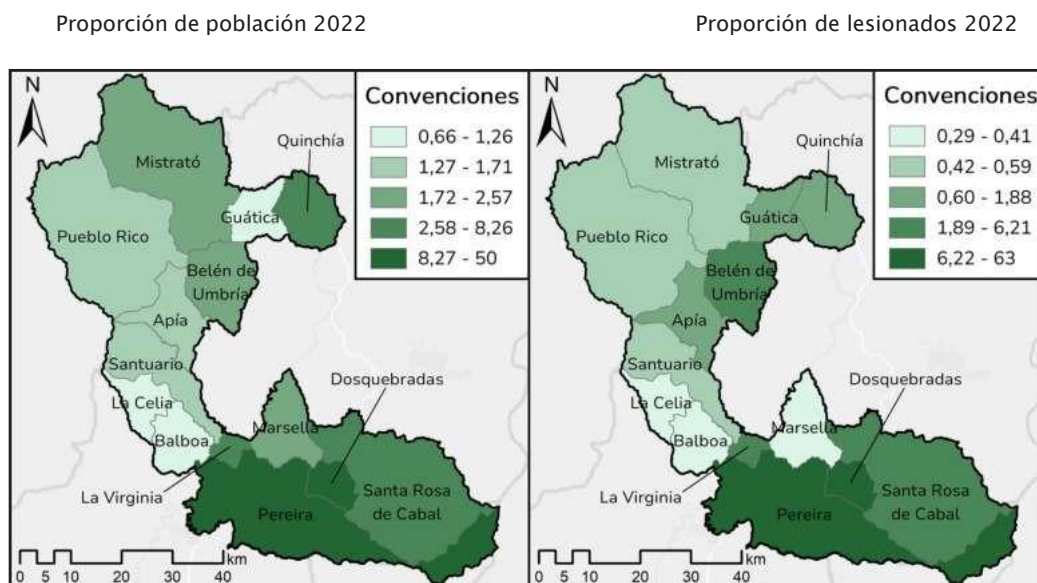 Proporción de población 2022
Proporción de lesionados 2022
N
Convenciones
0,66 - 1,26
1,27 - 1,71
1,72 - 2,57
2,58 - 8,26
8,27 - 50
Quinchía
Mistrató
Guática
Pueblo Rico
Belén de
Umbría
Apía
Santuario
Dosquebradas
La Celia
Marsella
Balboa
La Virginia
Santa Rosa
de Cabal
Pereira
km
0 5 10 20 30 40
N
Convenciones
0,29 - 0,41
0,42 - 0,59
0,60 - 1,88
1,89 - 6,21
6,22 - 63
Quinchía
Mistrató
Guática
Pueblo Rico
Belén de
Umbría
Apía
Santuario
Dosquebradas
La Celia
Marsella
Balboa
La Virginia
Santa Rosa
de Cabal
Pereira
km
0 5 10 20 30 40